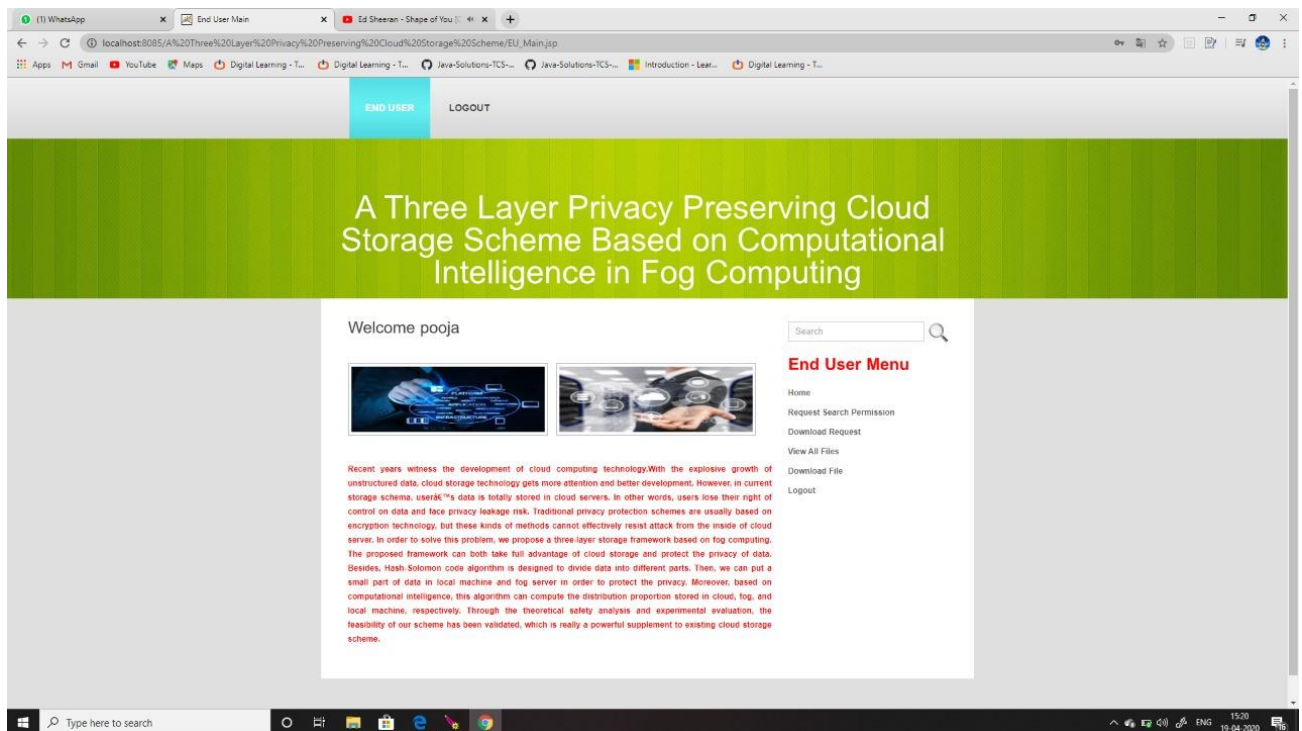 (1) WhatsApp
End User Main
Ed Sheeran - Shape of You [
localhost:8085/A%20Three%20Layer%20Privacy%20Preserving%20Cloud%20Storage%20Scheme/EU_Main.jsp
Apps Gmail YouTube Maps Digital Learning - T... Digital Learning - T... Java-Solutions-TCS-... Java-Solutions-TCS-... Introduction - Lear... Digital Learning - T...
END USER LOGOUT
A Three Layer Privacy Preserving Cloud
Storage Scheme Based on Computational
Intelligence in Fog Computing
Welcome pooja
PLATFORM
APPLICATION
INFRASTRUCTURE
Recent years witness the development of cloud computing technology.With the explosive growth of
unstructured data, cloud storage technology gets more attention and better development. However, in current
storage schema, userâ€™s data is totally stored in cloud servers. In other words, users lose their right of
control on data and face privacy leakage risk. Traditional privacy protection schemes are usually based on
encryption technology, but these kinds of methods cannot effectively resist attack from the inside of cloud
server. In order to solve this problem, we propose a three-layer storage framework based on fog computing.
The proposed framework can both take full advantage of cloud storage and protect the privacy of data.
Besides, Hash-Solomon code algorithm is designed to divide data into different parts. Then, we can put a
small part of data in local machine and fog server in order to protect the privacy. Moreover, based on
computational intelligence, this algorithm can compute the distribution proportion stored in cloud, fog, and
local machine, respectively. Through the theoretical safety analysis and experimental evaluation, the
feasibility of our scheme has been validated, which is really a powerful supplement to existing cloud storage
scheme.
Search
End User Menu
Home
Request Search Permission
Download Request
View All Files
Download File
Logout
Type here to search
ENG
15:20
19-04-2020
16